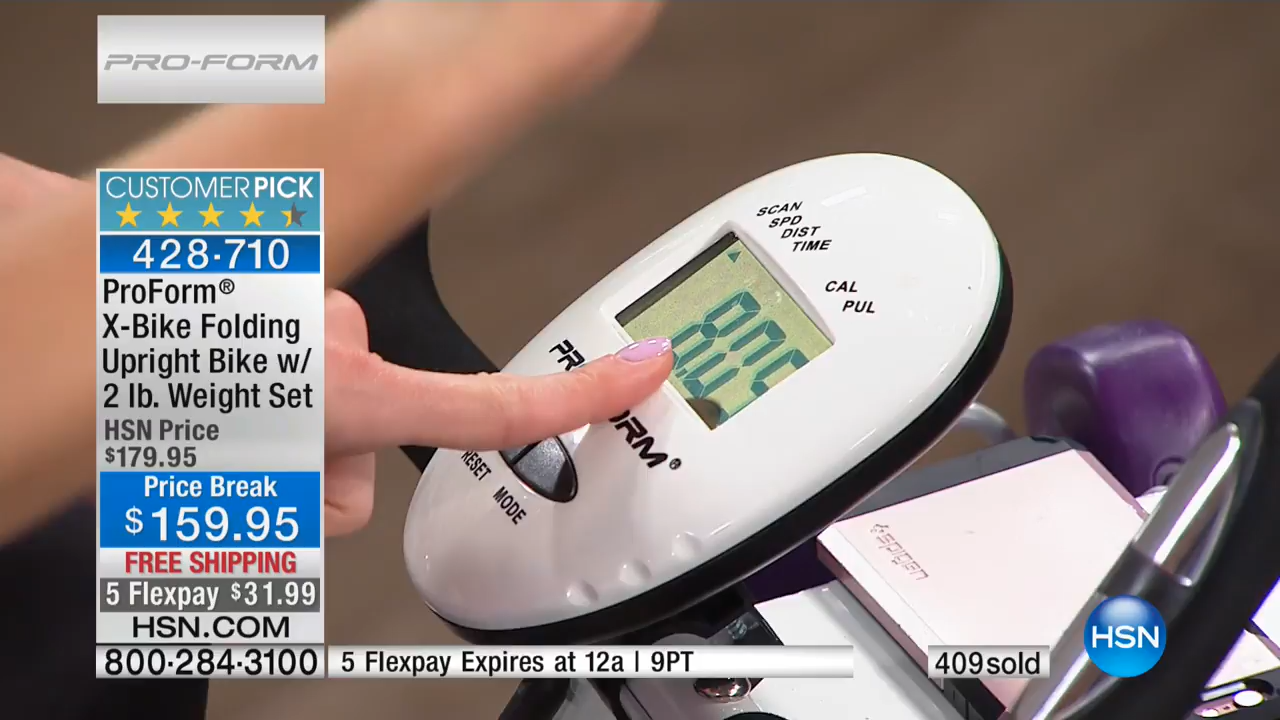 PRO-FORM
CUSTOMER PICK
428-710
ProForm®
X-Bike Folding
Upright Bike w/
2 lb. Weight Set
HSN Price
$179.95
Price Break
$159.95
FREE SHIPPING
5 Flexpay $31.99
HSN.COM
800-284-3100
5 Flexpay Expires at 12a | 9PT
409 sold
HSN
SCAN
SPD
DIST
TIME
CAL
PUL
RESET
MODE
spigen